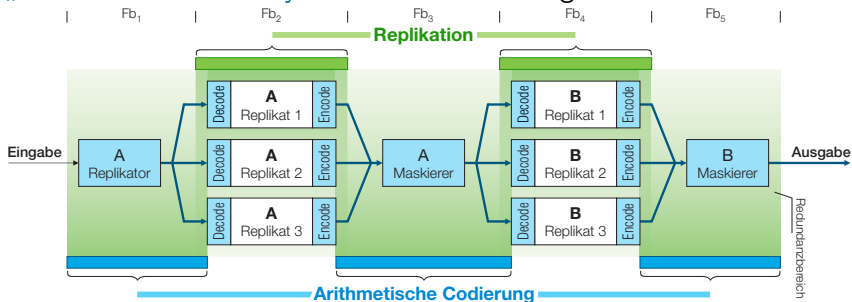 Fb₁ Fb₂ Fb₃ Fb₄ Fb₅
Replikation
Decode A Replikat 1 Encode
Decode B Replikat 1 Encode
Eingabe
A Replikator
Decode A Replikat 2 Encode
A Maskierer
Decode B Replikat 2 Encode
B Maskierer
Ausgabe
Decode A Replikat 3 Encode
Decode B Replikat 3 Encode
Redundanzbereich
Arithmetische Codierung